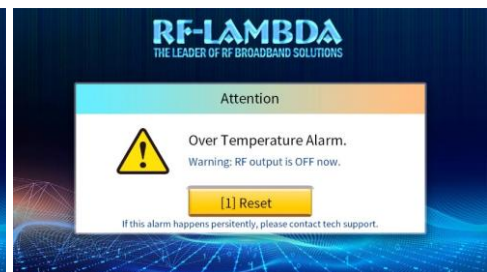 RF-LAMBDA
THE LEADER OF RF BROADBAND SOLUTIONS
Attention
Over Temperature Alarm.
Warning: RF output is OFF now.
[1] Reset
If this alarm happens persitently, please contact tech support.